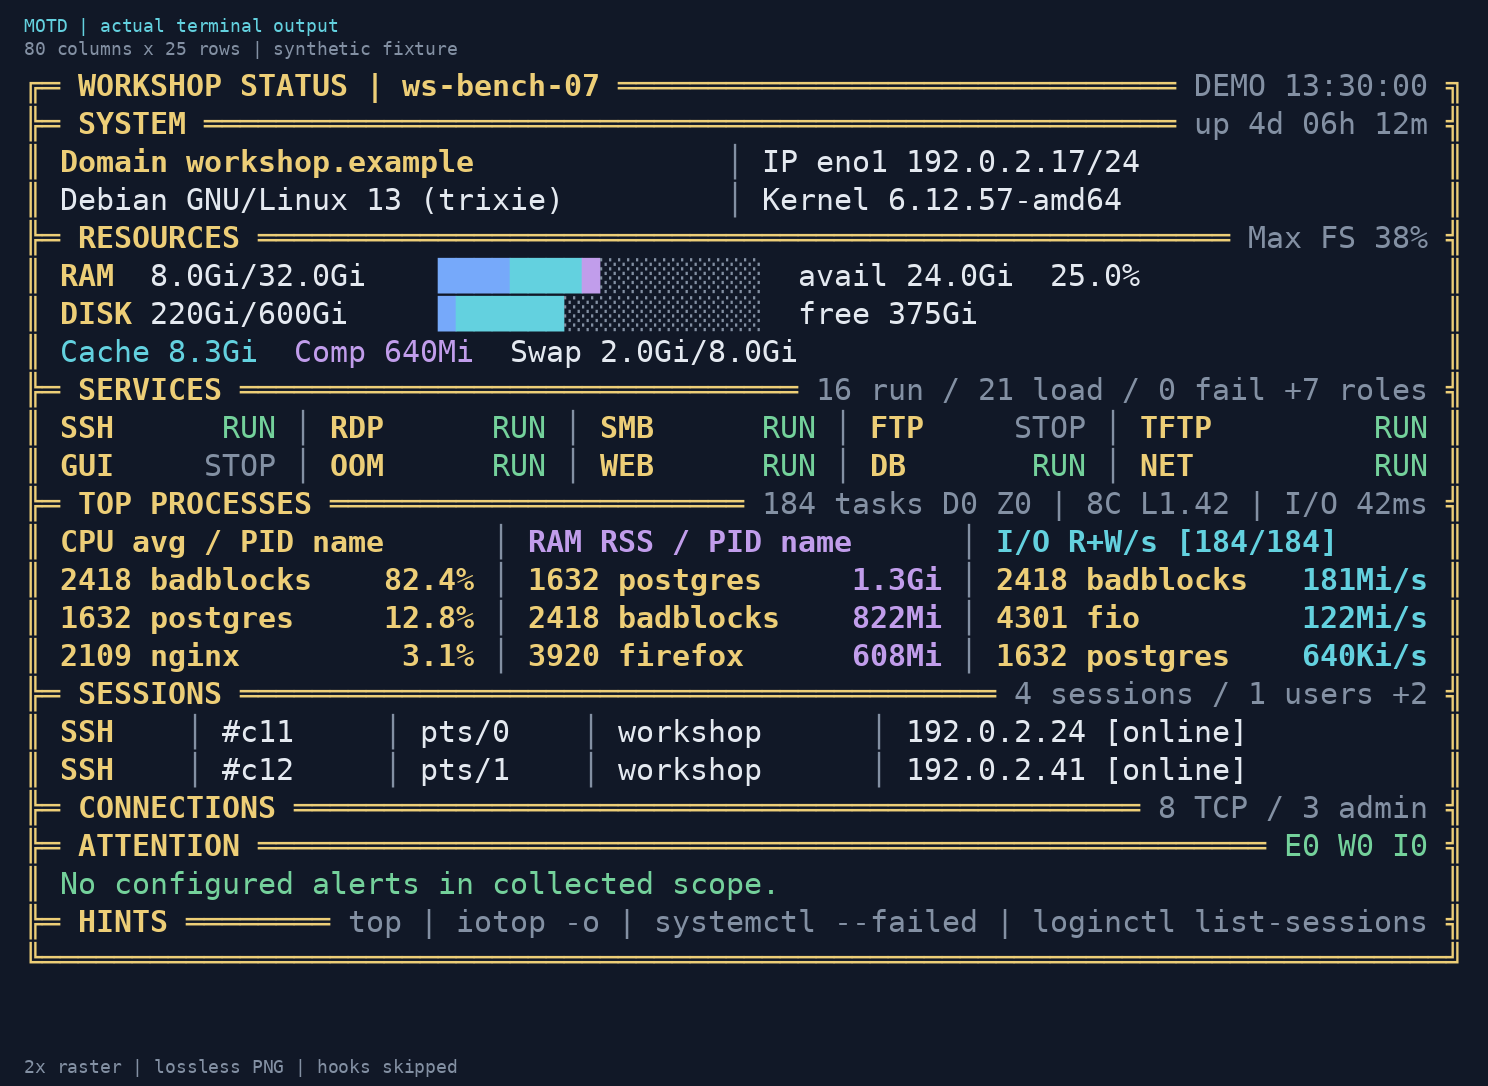 MOTD | actual terminal output
80 columns x 25 rows | synthetic fixture
WORKSHOP STATUS | ws-bench-07 DEMO 13:30:00
SYSTEM up 4d 06h 12m
Domain workshop.example │ IP eno1 192.0.2.17/24
Debian GNU/Linux 13 (trixie) │ Kernel 6.12.57-amd64
RESOURCES Max FS 38%
RAM 8.0Gi/32.0Gi avail 24.0Gi 25.0%
DISK 220Gi/600Gi free 375Gi
Cache 8.3Gi Comp 640Mi Swap 2.0Gi/8.0Gi
SERVICES 16 run / 21 load / 0 fail +7 roles
SSH RUN │ RDP RUN │ SMB RUN │ FTP STOP │ TFTP RUN
GUI STOP │ OOM RUN │ WEB RUN │ DB RUN │ NET RUN
TOP PROCESSES 184 tasks D0 Z0 | 8C L1.42 | I/O 42ms
CPU avg / PID name │ RAM RSS / PID name │ I/O R+W/s [184/184]
2418 badblocks 82.4% │ 1632 postgres 1.3Gi │ 2418 badblocks 181Mi/s
1632 postgres 12.8% │ 2418 badblocks 822Mi │ 4301 fio 122Mi/s
2109 nginx 3.1% │ 3920 firefox 608Mi │ 1632 postgres 640Ki/s
SESSIONS 4 sessions / 1 users +2
SSH │ #c11 │ pts/0 │ workshop │ 192.0.2.24 [online]
SSH │ #c12 │ pts/1 │ workshop │ 192.0.2.41 [online]
CONNECTIONS 8 TCP / 3 admin
ATTENTION E0 W0 I0
No configured alerts in collected scope.
HINTS top | iotop -o | systemctl --failed | loginctl list-sessions
2x raster | lossless PNG | hooks skipped